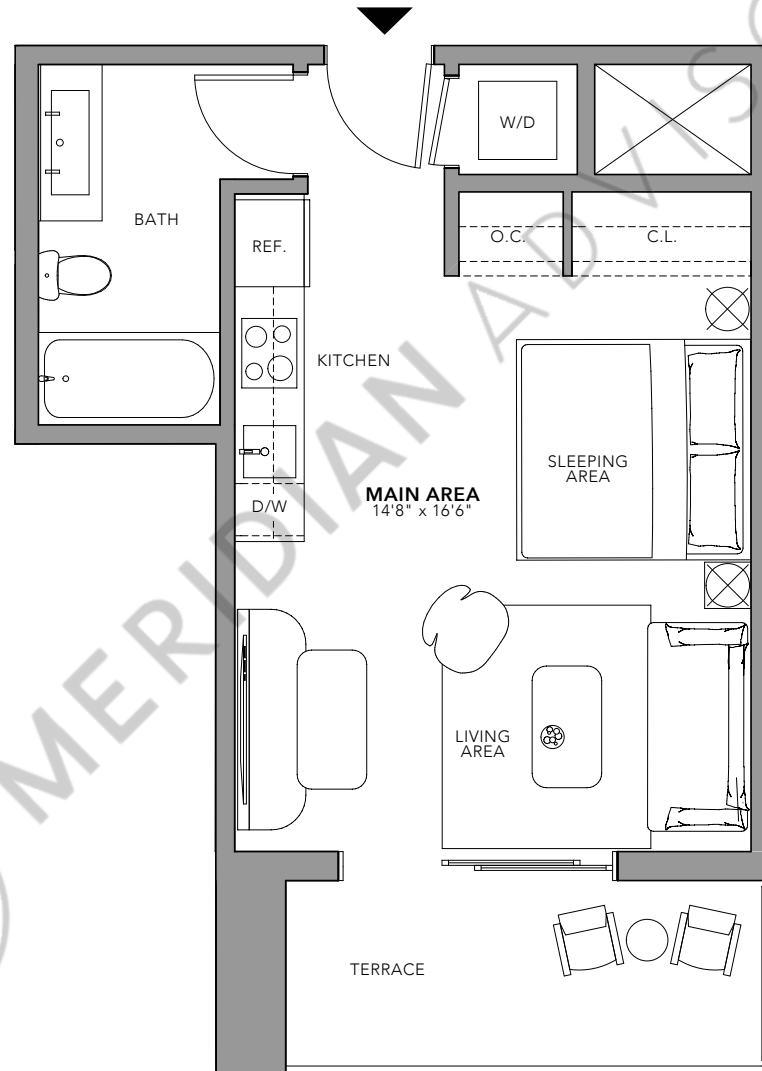 W/D
BATH
REF.
O.C.
C.L.
KITCHEN
SLEEPING
AREA
MAIN AREA
14'8" x 16'6"
D/W
LIVING
AREA
TERRACE
MERIDIAN ADVISO